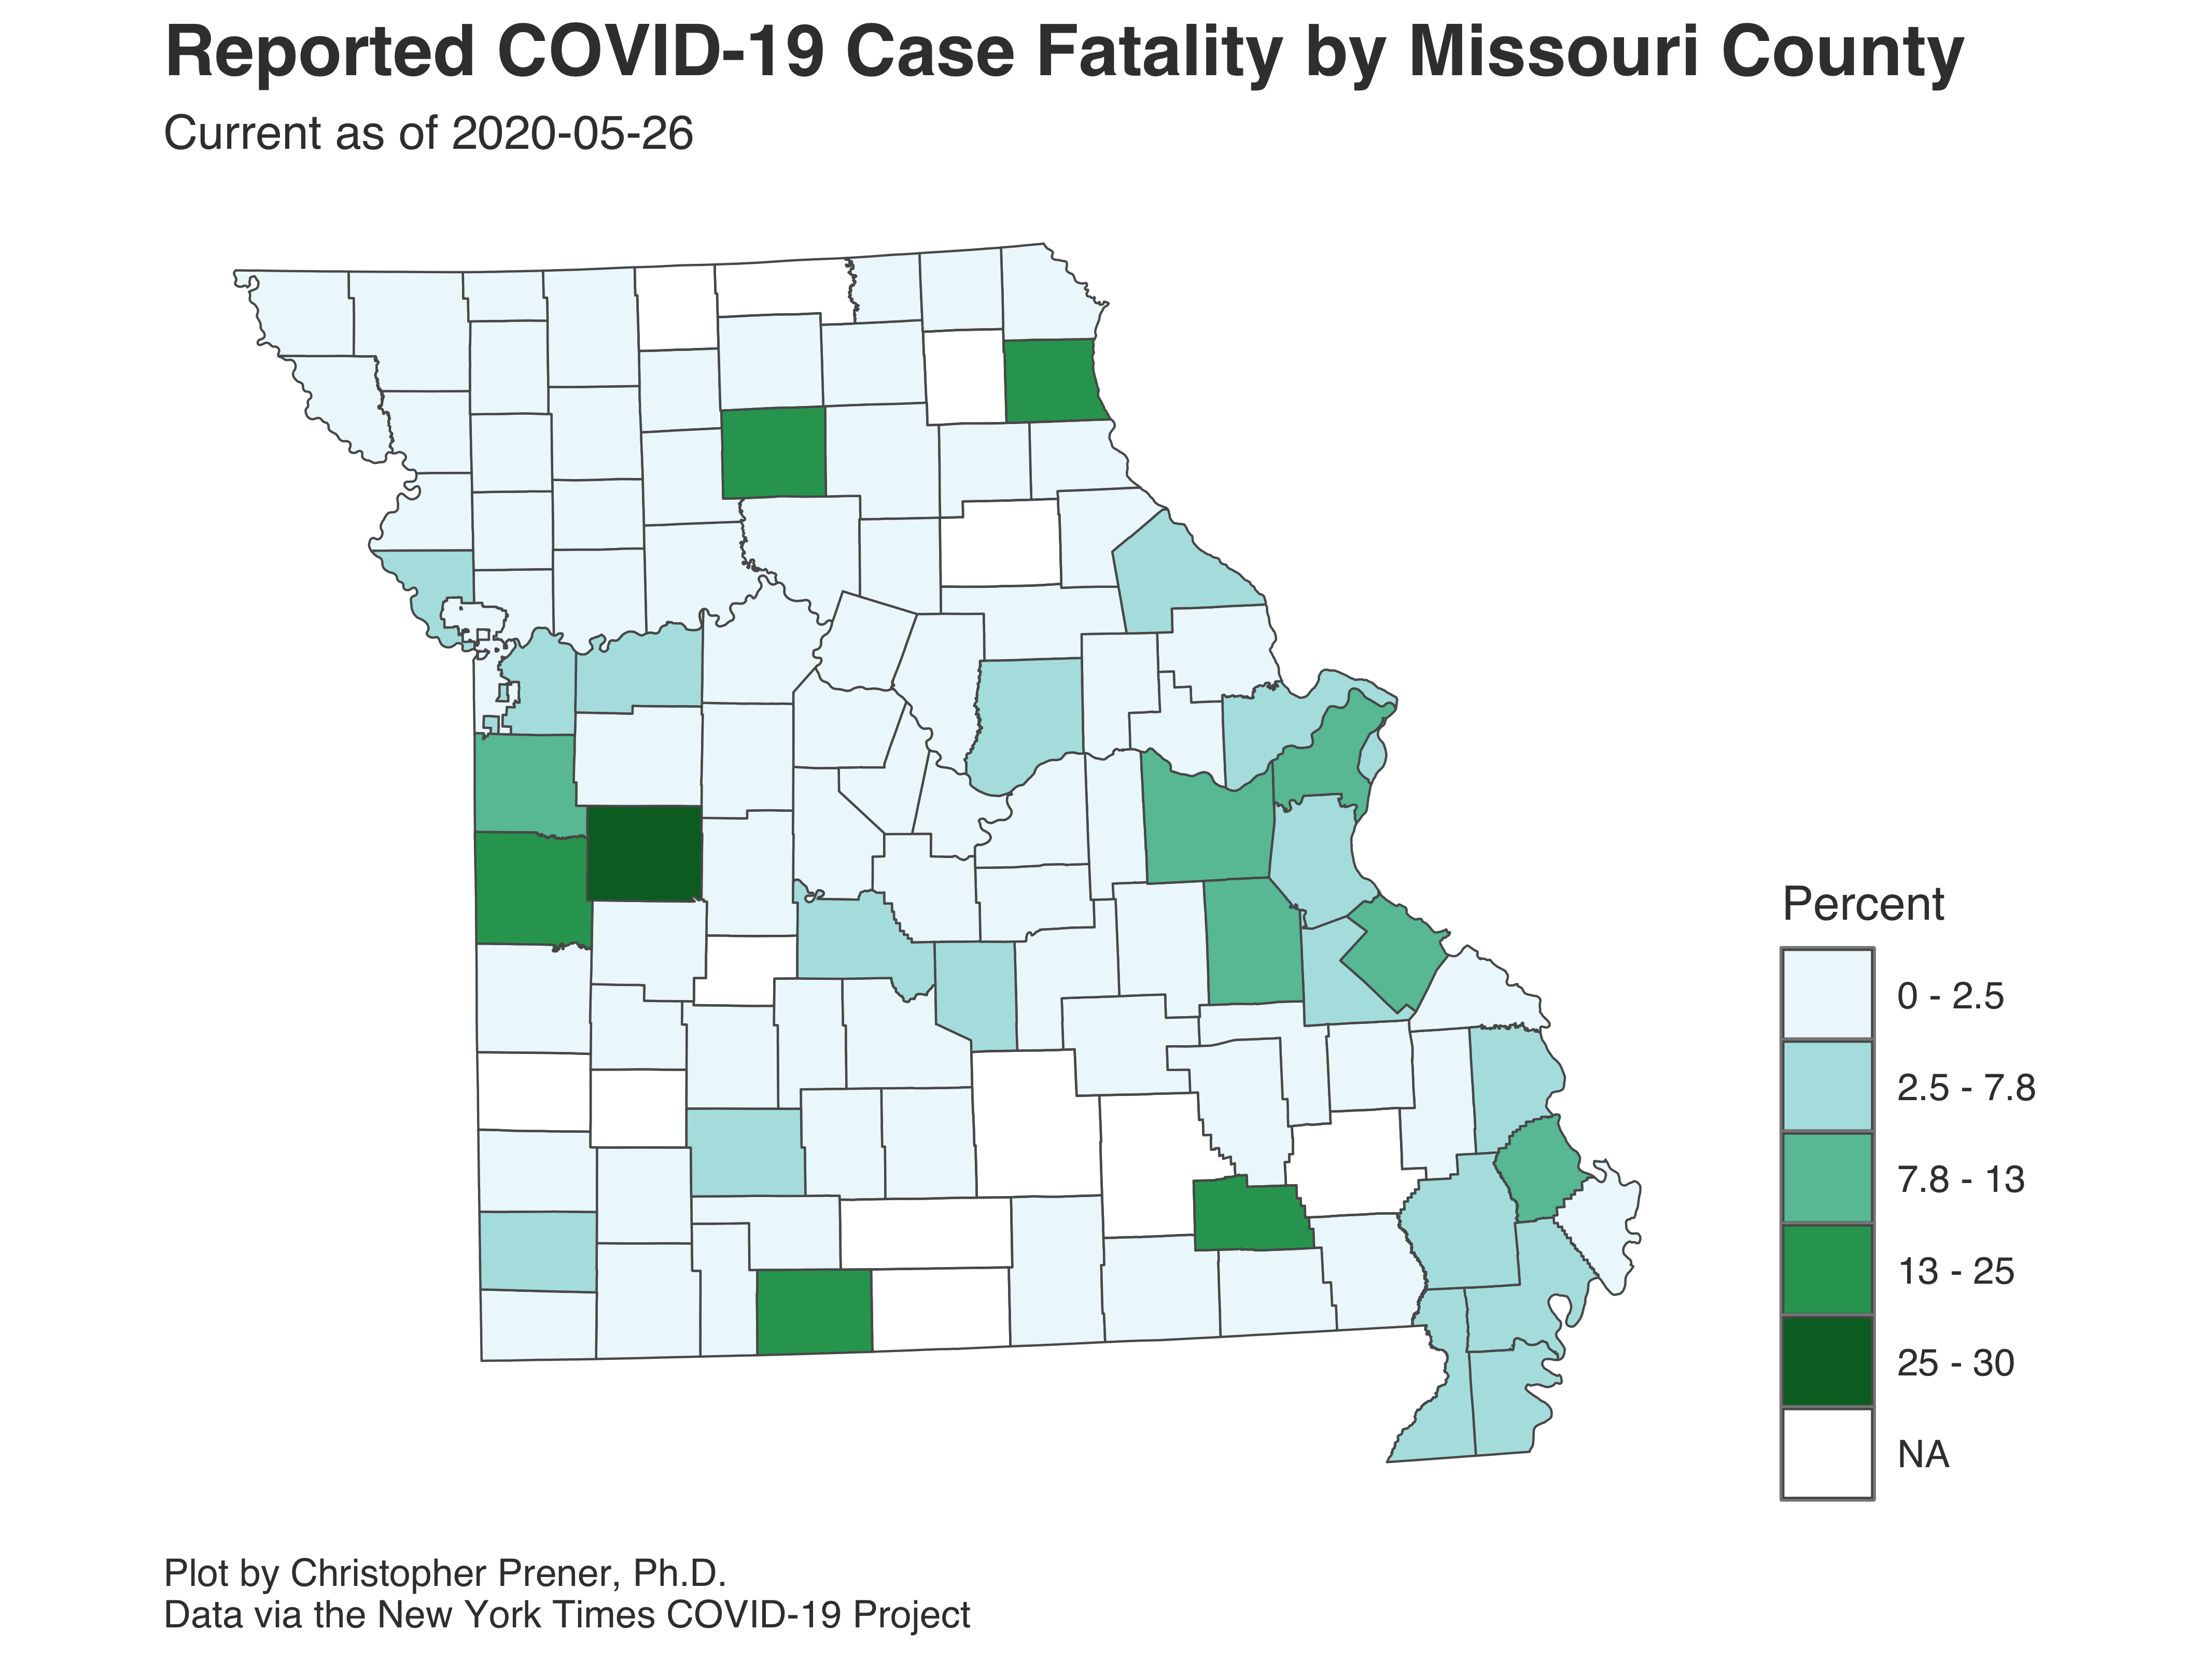 Reported COVID-19 Case Fatality by Missouri County
Current as of 2020-05-26
Percent
0 - 2.5
2.5 - 7.8
7.8 - 13
13 - 25
25 - 30
NA
Plot by Christopher Prener, Ph.D.
Data via the New York Times COVID-19 Project